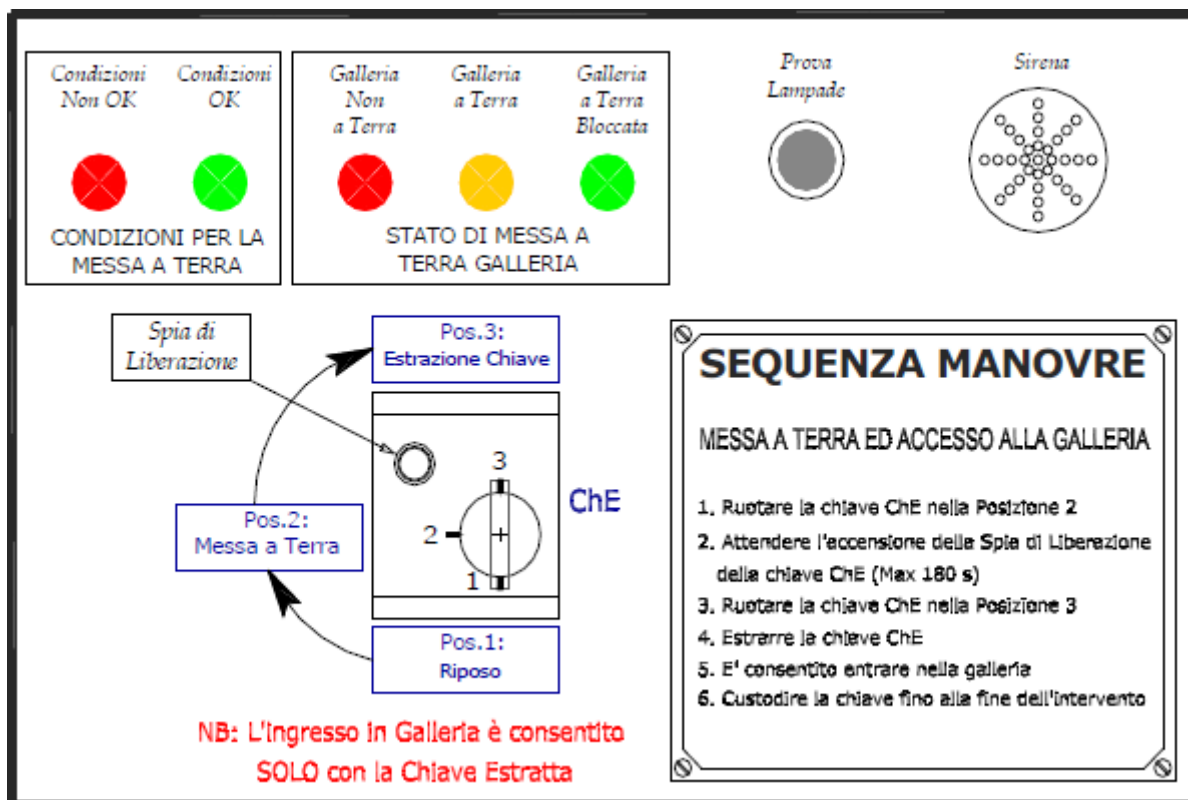 Condizioni
Non OK
Condizioni
OK
CONDIZIONI PER LA
MESSA A TERRA
Galleria
Non
a Terra
Galleria
a Terra
Galleria
a Terra
Bloccata
STATO DI MESSA A
TERRA GALLERIA
Prova
Lampade
Sirena
Spia di
Liberazione
Pos.3:
Estrazione Chiave
3
2
1
ChE
Pos.2:
Messa a Terra
Pos.1:
Riposo
NB: L'ingresso in Galleria è consentito
SOLO con la Chiave Estratta
SEQUENZA MANOVRE
MESSA A TERRA ED ACCESSO ALLA GALLERIA
1. Ruotare la chiave ChE nella Posizione 2
2. Attendere l'accensione della Spia di Liberazione
della chiave ChE (Max 180 s)
3. Ruotare la chiave ChE nella Posizione 3
4. Estrarre la chiave ChE
5. E' consentito entrare nella galleria
6. Custodire la chiave fino alla fine dell'intervento